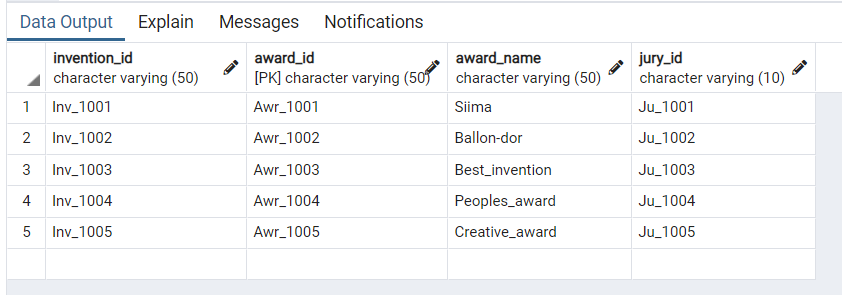 Data Output Explain Messages Notifications
invention_id award_id award_name jury_id
character varying (50) [PK] character varying (50) character varying (50) character varying (10)
1 Inv_1001 Awr_1001 Siima Ju_1001
2 Inv_1002 Awr_1002 Ballon-dor Ju_1002
3 Inv_1003 Awr_1003 Best_invention Ju_1003
4 Inv_1004 Awr_1004 Peoples_award Ju_1004
5 Inv_1005 Awr_1005 Creative_award Ju_1005